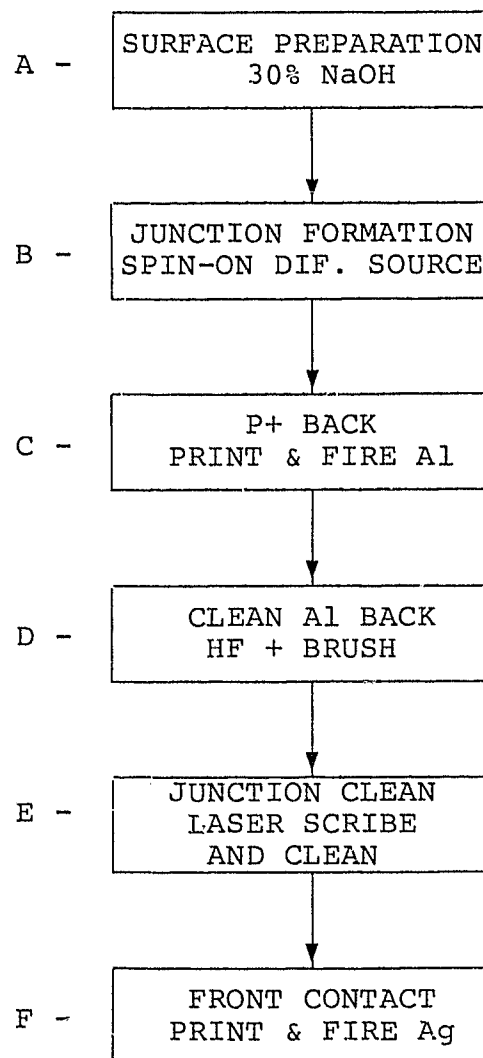 A - SURFACE PREPARATION
30% NaOH
B - JUNCTION FORMATION
SPIN-ON DIF. SOURCE
C - P+ BACK
PRINT & FIRE Al
D - CLEAN Al BACK
HF + BRUSH
E - JUNCTION CLEAN
LASER SCRIBE
AND CLEAN
F - FRONT CONTACT
PRINT & FIRE Ag